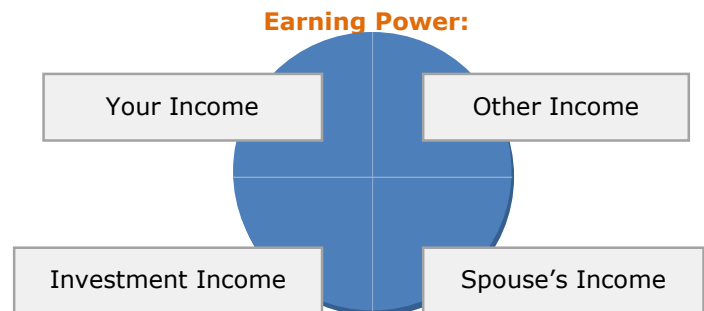 Earning Power:
Your Income
Other Income
Investment Income
Spouse’s Income